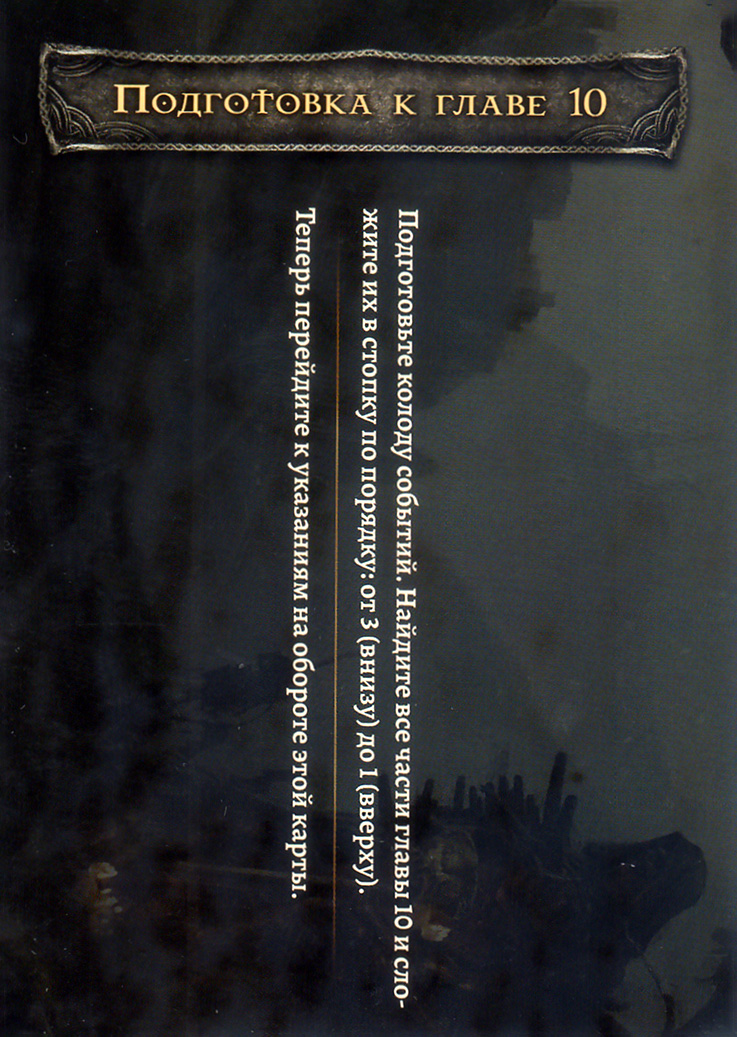 Подготовка к главе 10
Подготовьте колоду событий. Найдите все части главы 10 и сло-
жите их в стопку по порядку: от 3 (внизу) до 1 (вверху).
Теперь перейдите к указаниям на обороте этой карты.